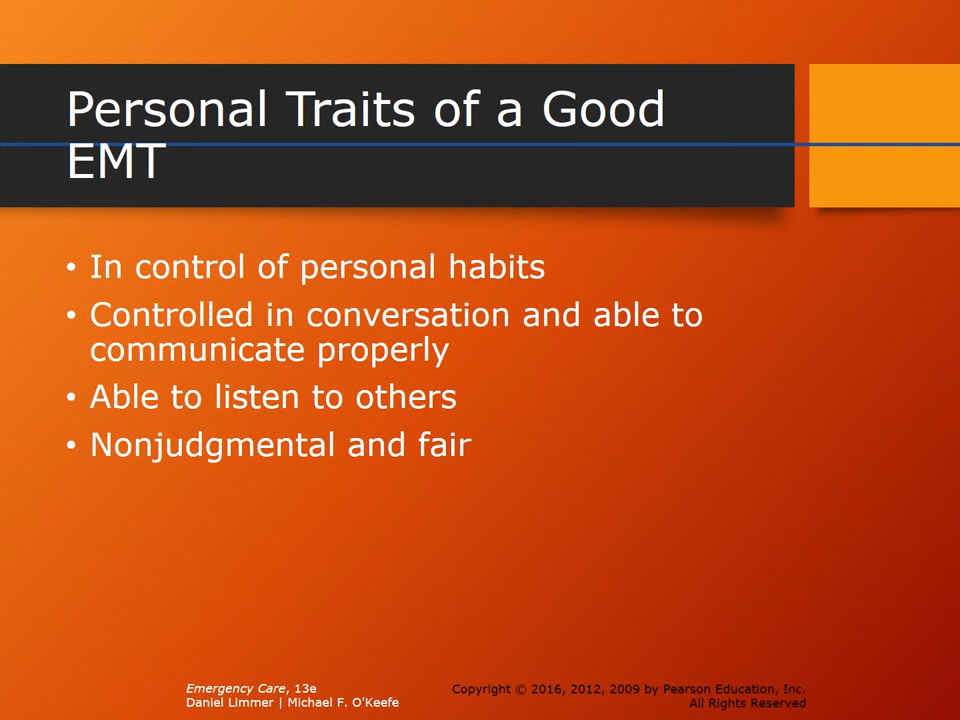 Personal Traits of a Good
EMT
• In control of personal habits
• Controlled in conversation and able to
communicate properly
• Able to listen to others
• Nonjudgmental and fair
Emergency Care, 13e
Daniel Limmer | Michael F. O'Keefe
Copyright © 2016, 2012, 2009 by Pearson Education, Inc.
All Rights Reserved